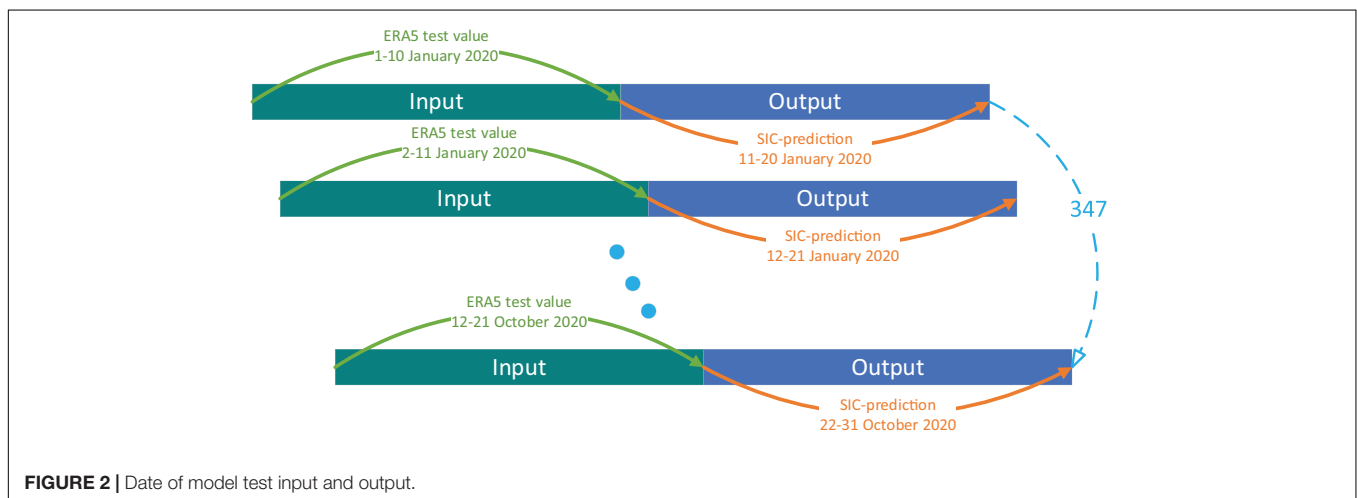 ERA5 test value
1-10 January 2020
Input
Output
ERA5 test value
2-11 January 2020
SIC-prediction
11-20 January 2020
Input
Output
347
SIC-prediction
12-21 January 2020
ERA5 test value
12-21 October 2020
Input
Output
SIC-prediction
22-31 October 2020
FIGURE 2 | Date of model test input and output.